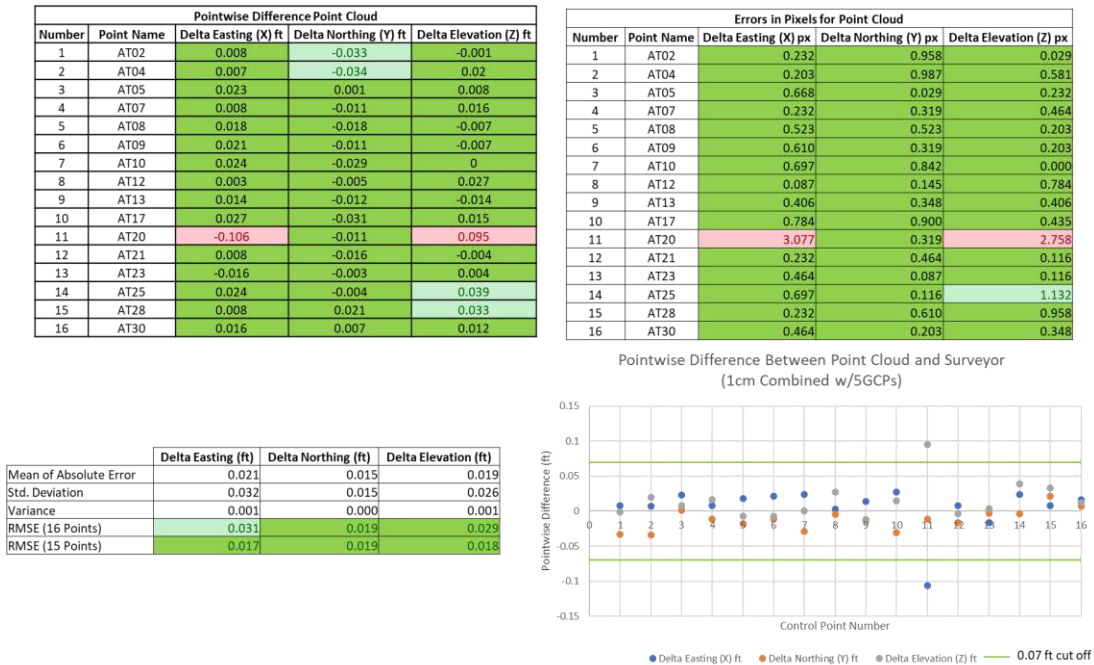 Pointwise Difference Point Cloud
Number Point Name Delta Easting (X) ft Delta Northing (Y) ft Delta Elevation (Z) ft
1 AT02 0.008 -0.033 -0.001
2 AT04 0.007 -0.034 0.02
3 AT05 0.023 0.001 0.008
4 AT07 0.008 -0.011 0.016
5 AT08 0.018 -0.018 -0.007
6 AT09 0.021 -0.011 -0.007
7 AT10 0.024 -0.029 0
8 AT12 0.003 -0.005 0.027
9 AT13 0.014 -0.012 -0.014
10 AT17 0.027 -0.031 0.015
11 AT20 -0.106 -0.011 0.095
12 AT21 0.008 -0.016 -0.004
13 AT23 -0.016 -0.003 0.004
14 AT25 0.024 -0.004 0.039
15 AT28 0.008 0.021 0.033
16 AT30 0.016 0.007 0.012
Errors in Pixels for Point Cloud
Number Point Name Delta Easting (X) px Delta Northing (Y) px Delta Elevation (Z) px
1 AT02 0.232 0.958 0.029
2 AT04 0.203 0.987 0.581
3 AT05 0.668 0.029 0.232
4 AT07 0.232 0.319 0.464
5 AT08 0.523 0.523 0.203
6 AT09 0.610 0.319 0.203
7 AT10 0.697 0.842 0.000
8 AT12 0.087 0.145 0.784
9 AT13 0.406 0.348 0.406
10 AT17 0.784 0.900 0.435
11 AT20 3.077 0.319 2.758
12 AT21 0.232 0.464 0.116
13 AT23 0.464 0.087 0.116
14 AT25 0.697 0.116 1.132
15 AT28 0.232 0.610 0.958
16 AT30 0.464 0.203 0.348
Delta Easting (ft) Delta Northing (ft) Delta Elevation (ft)
Mean of Absolute Error 0.021 0.015 0.019
Std. Deviation 0.032 0.015 0.026
Variance 0.001 0.000 0.001
RMSE (16 Points) 0.031 0.019 0.029
RMSE (15 Points) 0.017 0.019 0.018
Pointwise Difference Between Point Cloud and Surveyor
(1cm Combined w/5GCPs)
Pointwise Difference (ft)
0.15
0.1
0.05
0
-0.05
-0.1
-0.15
0 1 2 3 4 5 6 7 8 9 10 11 12 13 14 15 16
Control Point Number
Delta Easting (X) ft Delta Northing (Y) ft Delta Elevation (Z) ft 0.07 ft cut off